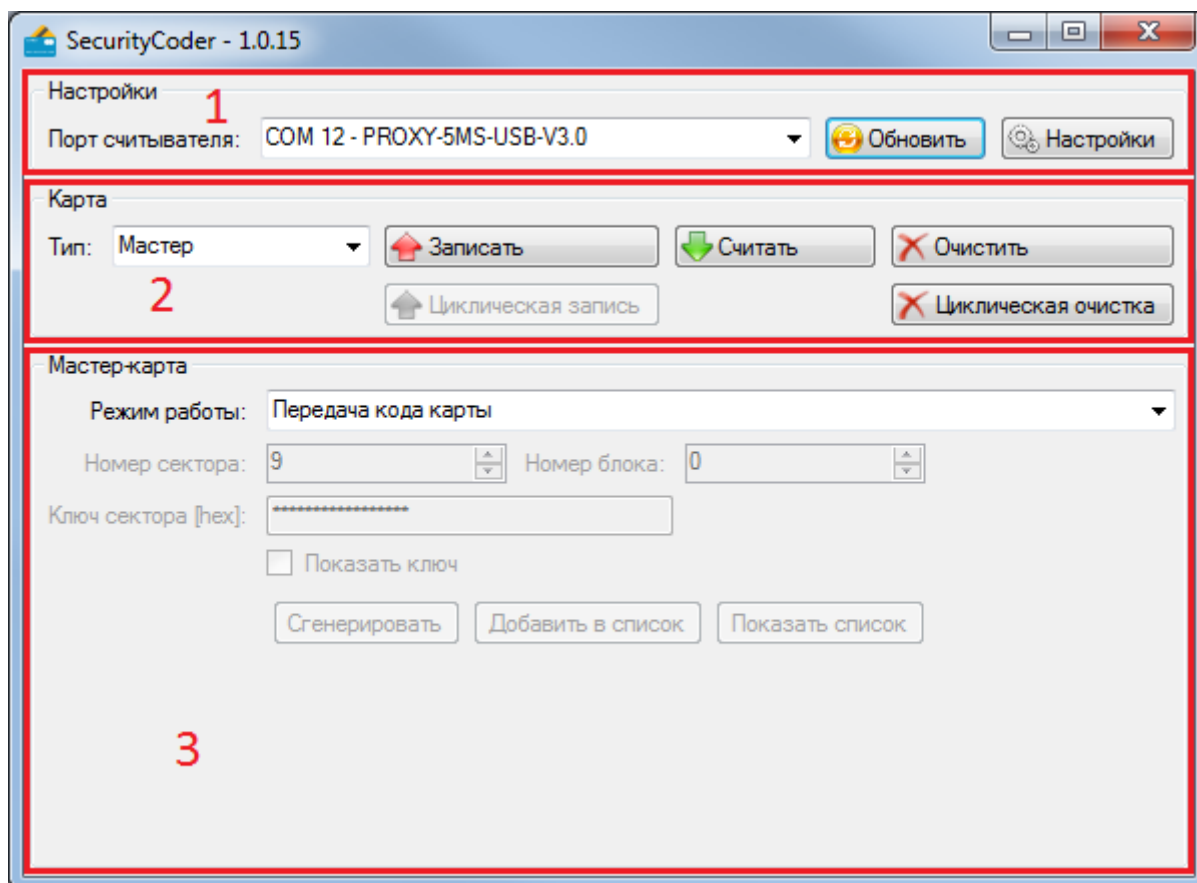 SecurityCoder - 1.0.15
Настройки
1
Порт считывателя: COM 12 - PROXY-5MS-USB-V3.0 Обновить Настройки
Карта
Тип: Мастер Записать Считать Очистить
2
Циклическая запись Циклическая очистка
Мастер-карта
Режим работы: Передача кода карты
Номер сектора: 9 Номер блока: 0
Ключ сектора [hex]: *****************
Показать ключ
Сгенерировать Добавить в список Показать список
3